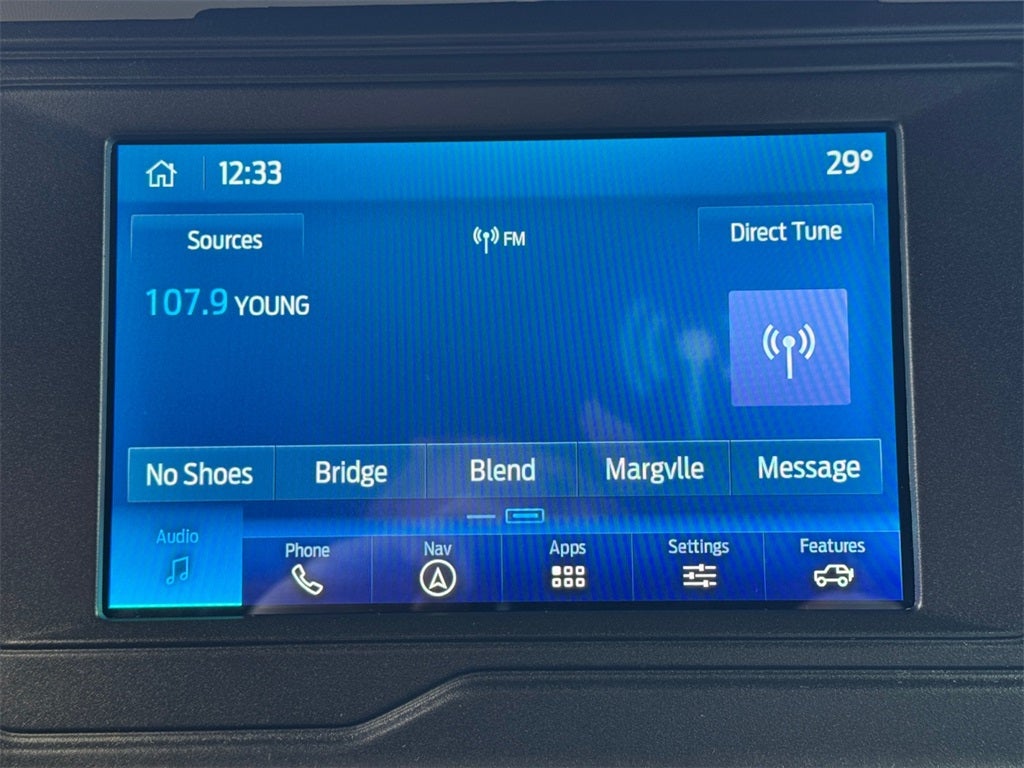 12:33 29°
Sources FM Direct Tune
107.9 YOUNG
No Shoes Bridge Blend Margvlle Message
Audio Phone Nav Apps Settings Features